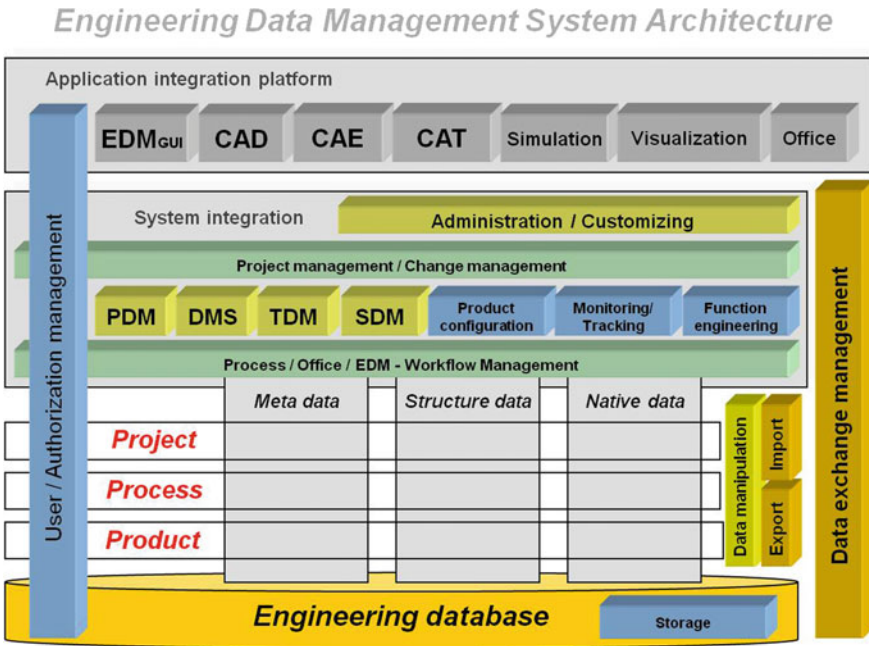 Engineering Data Management System Architecture
Application integration platform
EDMGUI
CAD
CAE
CAT
Simulation
Visualization
Office
User / Authorization management
System integration
Administration / Customizing
Project management / Change management
PDM
DMS
TDM
SDM
Product
configuration
Monitoring/
Tracking
Function
engineering
Process / Office / EDM - Workflow Management
Meta data
Structure data
Native data
Project
Process
Product
Data manipulation
Import
Export
Data exchange management
Engineering database
Storage